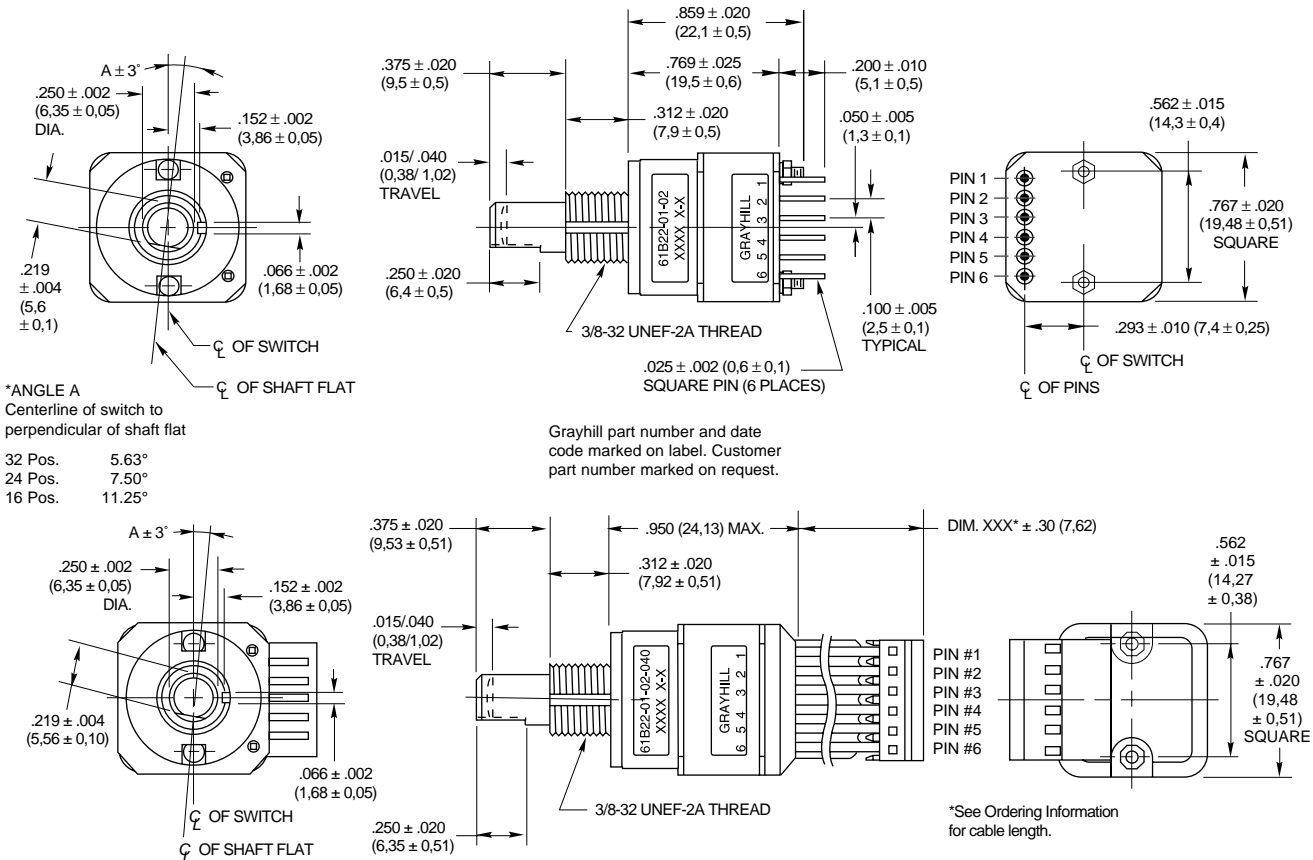 A ± 3°
.250 ± .002
(6,35 ± 0,05)
DIA.
.152 ± .002
(3,86 ± 0,05)
.219
± .004
(5,6
± 0,1)
.066 ± .002
(1,68 ± 0,05)
℄ OF SWITCH
℄ OF SHAFT FLAT
.859 ± .020
(22,1 ± 0,5)
.375 ± .020
(9,5 ± 0,5)
.769 ± .025
(19,5 ± 0,6)
.200 ± .010
(5,1 ± 0,5)
.312 ± .020
(7,9 ± 0,5)
.050 ± .005
(1,3 ± 0,1)
.015/ .040
(0,38/ 1,02)
TRAVEL
61B22-01-02
XXXX X-X
GRAYHILL
6 5 4 3 2 1
.250 ± .020
(6,4 ± 0,5)
3/8-32 UNEF-2A THREAD
.100 ± .005
(2,5 ± 0,1)
TYPICAL
.025 ± .002 (0,6 ± 0,1)
SQUARE PIN (6 PLACES)
.562 ± .015
(14,3 ± 0,4)
PIN 1
PIN 2
PIN 3
PIN 4
PIN 5
PIN 6
.767 ± .020
(19,48 ± 0,51)
SQUARE
.293 ± .010 (7,4 ± 0,25)
℄ OF SWITCH
℄ OF PINS
*ANGLE A
Centerline of switch to
perpendicular of shaft flat
32 Pos. 5.63°
24 Pos. 7.50°
16 Pos. 11.25°
Grayhill part number and date
code marked on label. Customer
part number marked on request.
A ± 3°
.250 ± .002
(6,35 ± 0,05)
DIA.
.152 ± .002
(3,86 ± 0,05)
.219 ± .004
(5,56 ± 0,10)
.066 ± .002
(1,68 ± 0,05)
℄ OF SWITCH
℄ OF SHAFT FLAT
.375 ± .020
(9,53 ± 0,51)
.950 (24,13) MAX.
DIM. XXX* ± .30 (7,62)
.312 ± .020
(7,92 ± 0,51)
.015/.040
(0,38/1,02)
TRAVEL
61B22-01-02-040
XXXX X-X
GRAYHILL
6 5 4 3 2 1
PIN #1
PIN #2
PIN #3
PIN #4
PIN #5
PIN #6
3/8-32 UNEF-2A THREAD
.250 ± .020
(6,35 ± 0,51)
.562
± .015
(14,27
± 0,38)
.767
± .020
(19,48
± 0,51)
SQUARE
*See Ordering Information
for cable length.